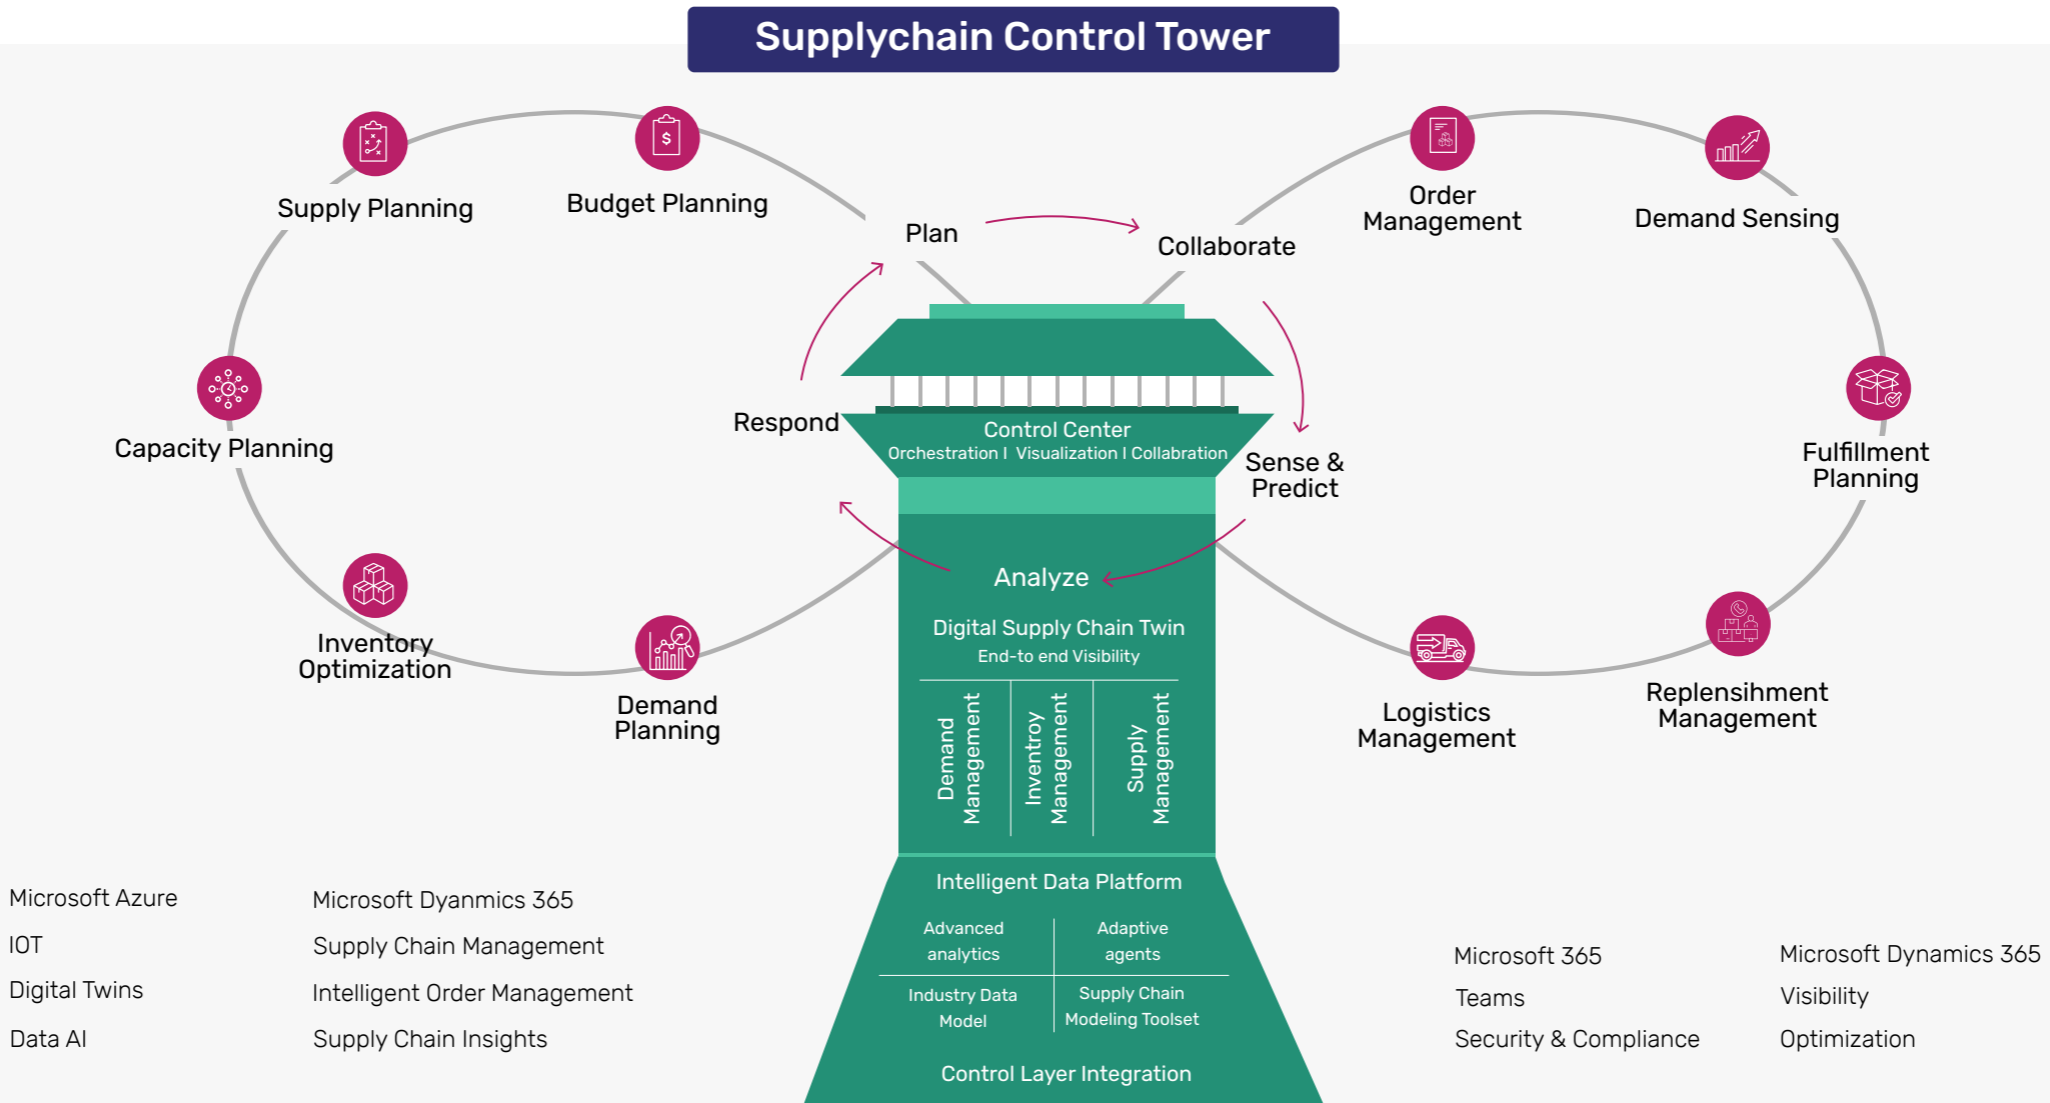 Supplychain Control Tower
Supply Planning
Budget Planning
Capacity Planning
Inventory
Optimization
Demand
Planning
Plan
Collaborate
Respond
Sense &
Predict
Order
Management
Demand Sensing
Fulfillment
Planning
Replensihment
Management
Logistics
Management
Control Center
Orchestration I Visualization I Collabration
Analyze
Digital Supply Chain Twin
End-to end Visibility
Demand
Management
Inventroy
Management
Supply
Management
Intelligent Data Platform
Advanced
analytics
Adaptive
agents
Industry Data
Model
Supply Chain
Modeling Toolset
Control Layer Integration
Microsoft Azure
IOT
Digital Twins
Data AI
Microsoft Dyanmics 365
Supply Chain Management
Intelligent Order Management
Supply Chain Insights
Microsoft 365
Teams
Security & Compliance
Microsoft Dynamics 365
Visibility
Optimization